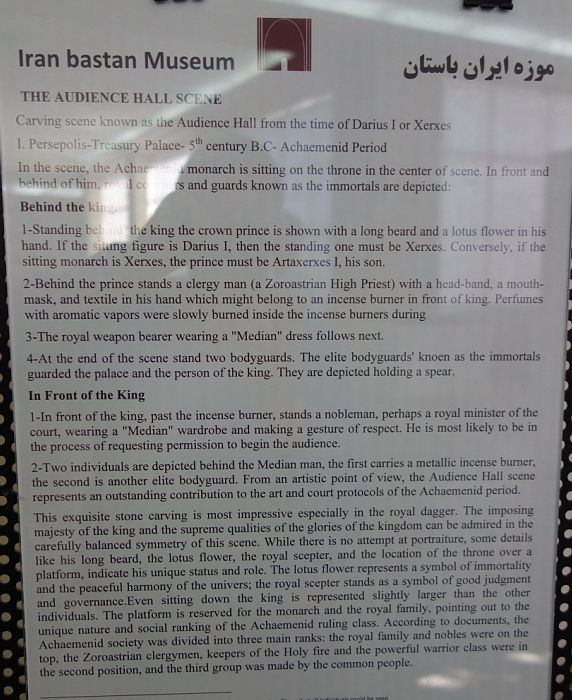 Iran bastan Museum
موزه ایران باستان
THE AUDIENCE HALL SCENE
Carving scene known as the Audience Hall from the time of Darius I or Xerxes
I. Persepolis-Treasury Palace- 5th century B.C- Achaemenid Period
In the scene, the Achaemenid monarch is sitting on the throne in the center of scene. In front and
behind of him, royal and guards known as the immortals are depicted:
Behind the king.
1-Standing behind the king the crown prince is shown with a long beard and a lotus flower in his
hand. If the sitting figure is Darius I, then the standing one must be Xerxes. Conversely, if the
sitting monarch is Xerxes, the prince must be Artaxerxes I, his son.
2-Behind the prince stands a clergy man (a Zoroastrian High Priest) with a head-band, a mouth-
mask, and textile in his hand which might belong to an incense burner in front of king. Perfumes
with aromatic vapors were slowly burned inside the incense burners during
3-The royal weapon bearer wearing a "Median" dress follows next.
4-At the end of the scene stand two bodyguards. The elite bodyguards' knoen as the immortals
guarded the palace and the person of the king. They are depicted holding a spear.
In Front of the King
1-In front of the king, past the incense burner, stands a nobleman, perhaps a royal minister of the
court, wearing a "Median" wardrobe and making a gesture of respect. He is most likely to be in
the process of requesting permission to begin the audience.
2-Two individuals are depicted behind the Median man, the first carries a metallic incense burner,
the second is another elite bodyguard. From an artistic point of view, the Audience Hall scene
represents an outstanding contribution to the art and court protocols of the Achaemenid period.
This exquisite stone carving is most impressive especially in the royal dagger. The imposing
majesty of the king and the supreme qualities of the glories of the kingdom can be admired in the
carefully balanced symmetry of this scene. While there is no attempt at portraiture, some details
like his long beard, the lotus flower, the royal scepter, and the location of the throne over a
platform, indicate his unique status and role. The lotus flower represents a symbol of immortality
and the peaceful harmony of the univers; the royal scepter stands as a symbol of good judgment
and governance.Even sitting down the king is represented slightly larger than the other
individuals. The platform is reserved for the monarch and the royal family, pointing out to the
unique nature and social ranking of the Achaemenid ruling class. According to documents, the
Achaemenid society was divided into three main ranks: the royal family and nobles were on the
top, the Zoroastrian clergymen, keepers of the Holy fire and the powerful warrior class were in
the second position, and the third group was made by the common people.